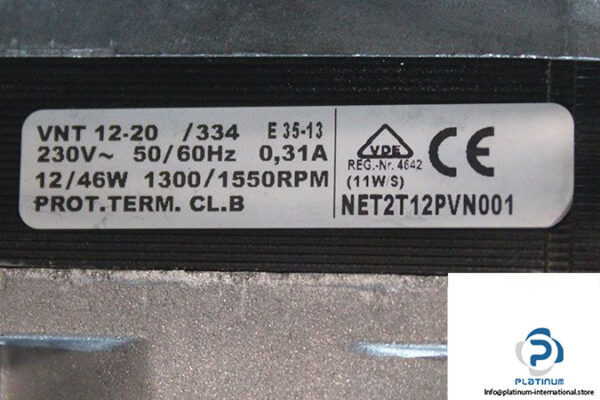 VNT 12-20 /334 E 35-13
230V~ 50/60Hz 0,31A
12/46W 1300/1550RPM
PROT.TERM. CL.B
VDE
REG.-Nr. 4642
(11W/S)
CE
NET2T12PVN001
PLATINUM
Info@platinum-international.store